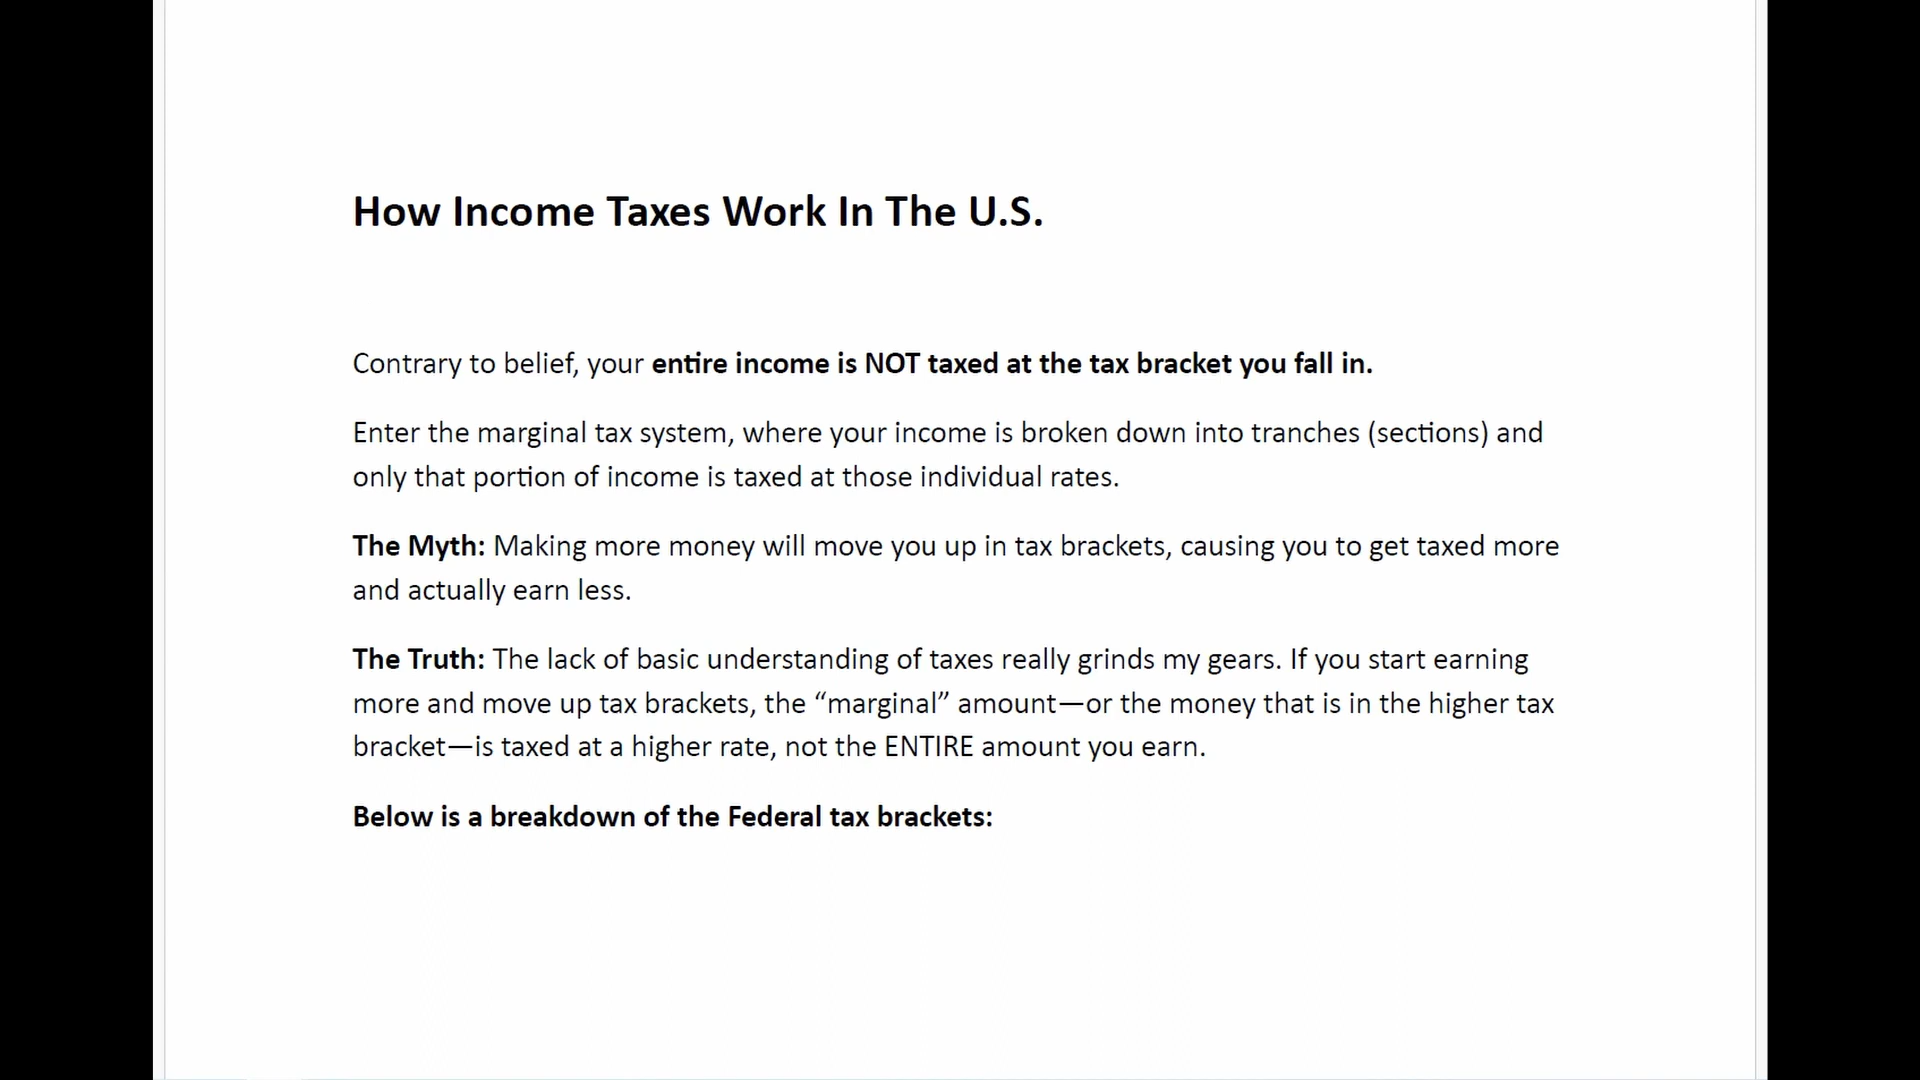 How Income Taxes Work In The U.S.
Contrary to belief, your entire income is NOT taxed at the tax bracket you fall in.
Enter the marginal tax system, where your income is broken down into tranches (sections) and
only that portion of income is taxed at those individual rates.
The Myth: Making more money will move you up in tax brackets, causing you to get taxed more
and actually earn less.
The Truth: The lack of basic understanding of taxes really grinds my gears. If you start earning
more and move up tax brackets, the “marginal” amount—or the money that is in the higher tax
bracket—is taxed at a higher rate, not the ENTIRE amount you earn.
Below is a breakdown of the Federal tax brackets: